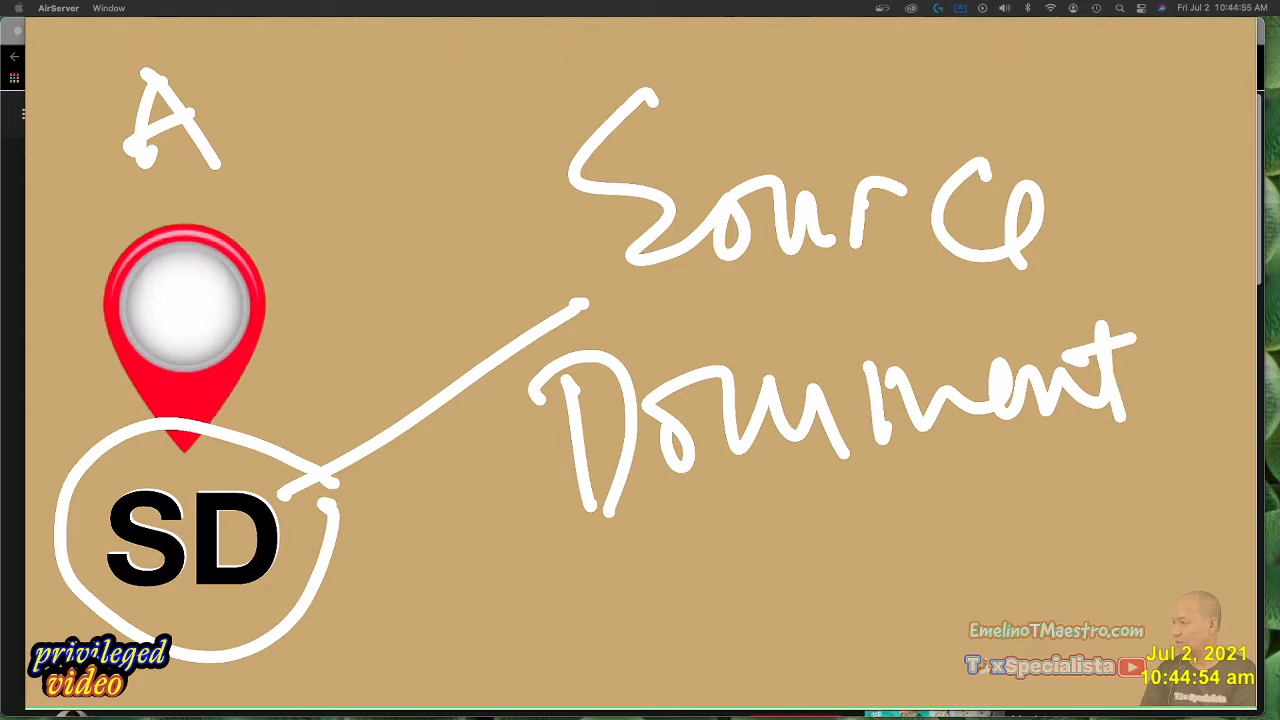 AirServer Window
Fri Jul 2 10:44:55 AM
A
Source
Document
SD
privileged
video
EmelinoTMaestro.com
TaxSpecialista
Jul 2, 2021
10:44:54 am
TaxSpecialista